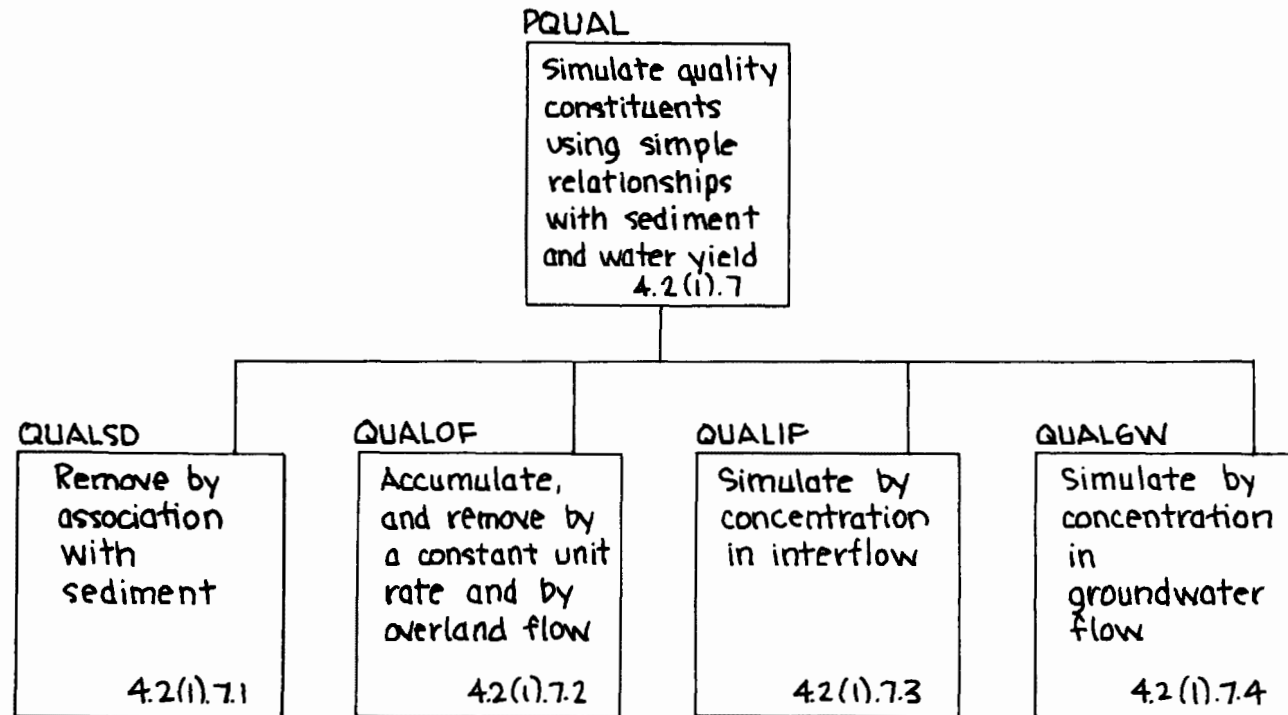 PQUAL
Simulate quality
constituents
using simple
relationships
with sediment
and water yield
4.2(1).7
QUALSD
Remove by
association
with
sediment
4.2(1).7.1
QUALOF
Accumulate,
and remove by
a constant unit
rate and by
overland flow
4.2(1).7.2
QUALIF
Simulate by
concentration
in interflow
4.2(1).7.3
QUALGW
Simulate by
concentration
in
groundwater
flow
4.2(1).7.4